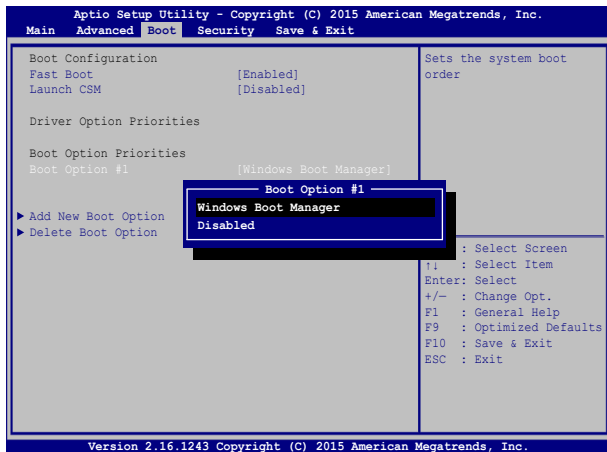 Aptio Setup Utility - Copyright (C) 2015 American Megatrends, Inc.
Main Advanced Boot Security Save & Exit
Boot Configuration
Fast Boot [Enabled]
Launch CSM [Disabled]
Driver Option Priorities
Boot Option Priorities
Boot Option #1 [Windows Boot Manager]
▶ Add New Boot Option
▶ Delete Boot Option
Boot Option #1
Windows Boot Manager
Disabled
Sets the system boot
order
: Select Screen
↑↓ : Select Item
Enter: Select
+/— : Change Opt.
F1 : General Help
F9 : Optimized Defaults
F10 : Save & Exit
ESC : Exit
Version 2.16.1243 Copyright (C) 2015 American Megatrends, Inc.